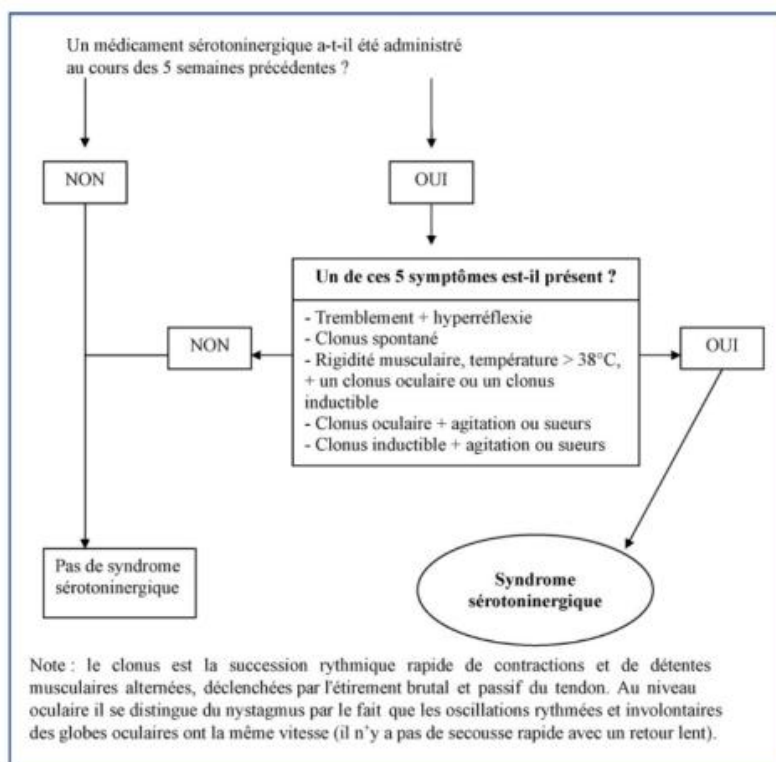 Un médicament sérotoninergique a-t-il été administré
au cours des 5 semaines précédentes ?
NON
OUI
Un de ces 5 symptômes est-il présent ?
- Tremblement + hyperréflexie
- Clonus spontané
- Rigidité musculaire, température > 38°C,
+ un clonus oculaire ou un clonus
inductible
- Clonus oculaire + agitation ou sueurs
- Clonus inductible + agitation ou sueurs
NON
OUI
Pas de syndrome
sérotoninergique
Syndrome
sérotoninergique
Note : le clonus est la succession rythmique rapide de contractions et de détentes
musculaires alternées, déclenchées par l'étirement brutal et passif du tendon. Au niveau
oculaire il se distingue du nystagmus par le fait que les oscillations rythmées et involontaires
des globes oculaires ont la même vitesse (il n'y a pas de secousse rapide avec un retour lent).